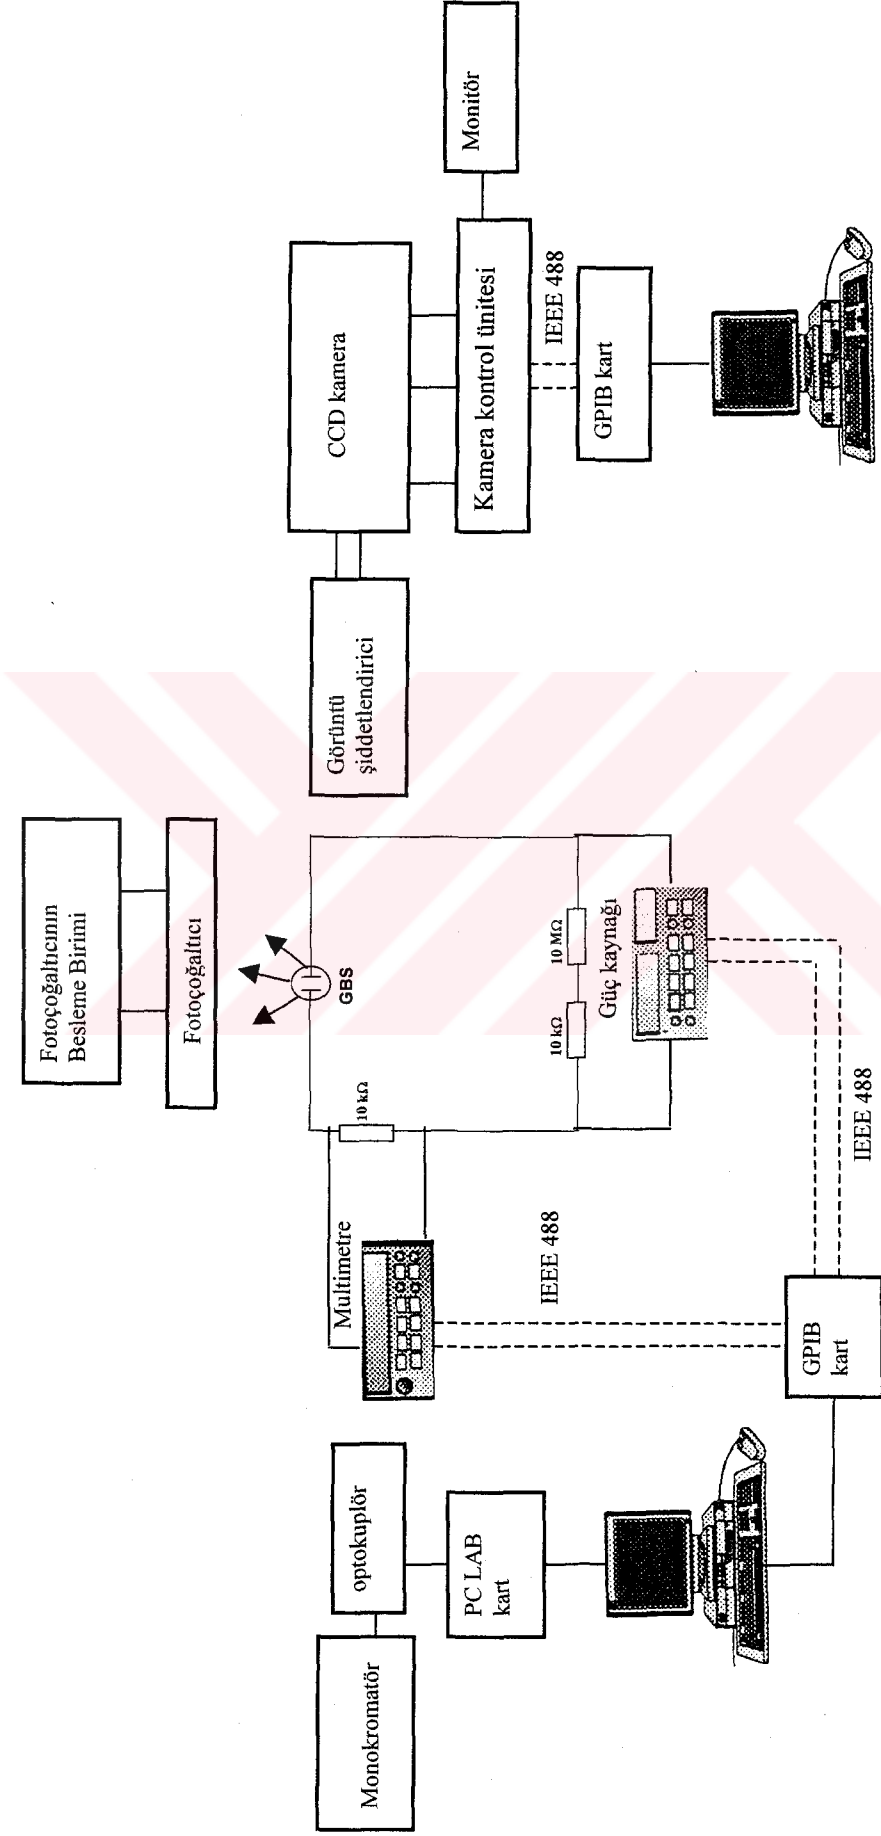 Fotoçoğaltıcının
Besleme Birimi
Fotoçoğaltıcı
Monokromatör
optokuplör
PC LAB
kart
Multimetre
10 kΩ
GBS
10 kΩ
10 MΩ
Güç kaynağı
IEEE 488
IEEE 488
GPIB
kart
Görüntü
şiddetlendirici
CCD kamera
Kamera kontrol ünitesi
Monitör
IEEE 488
GPIB kart